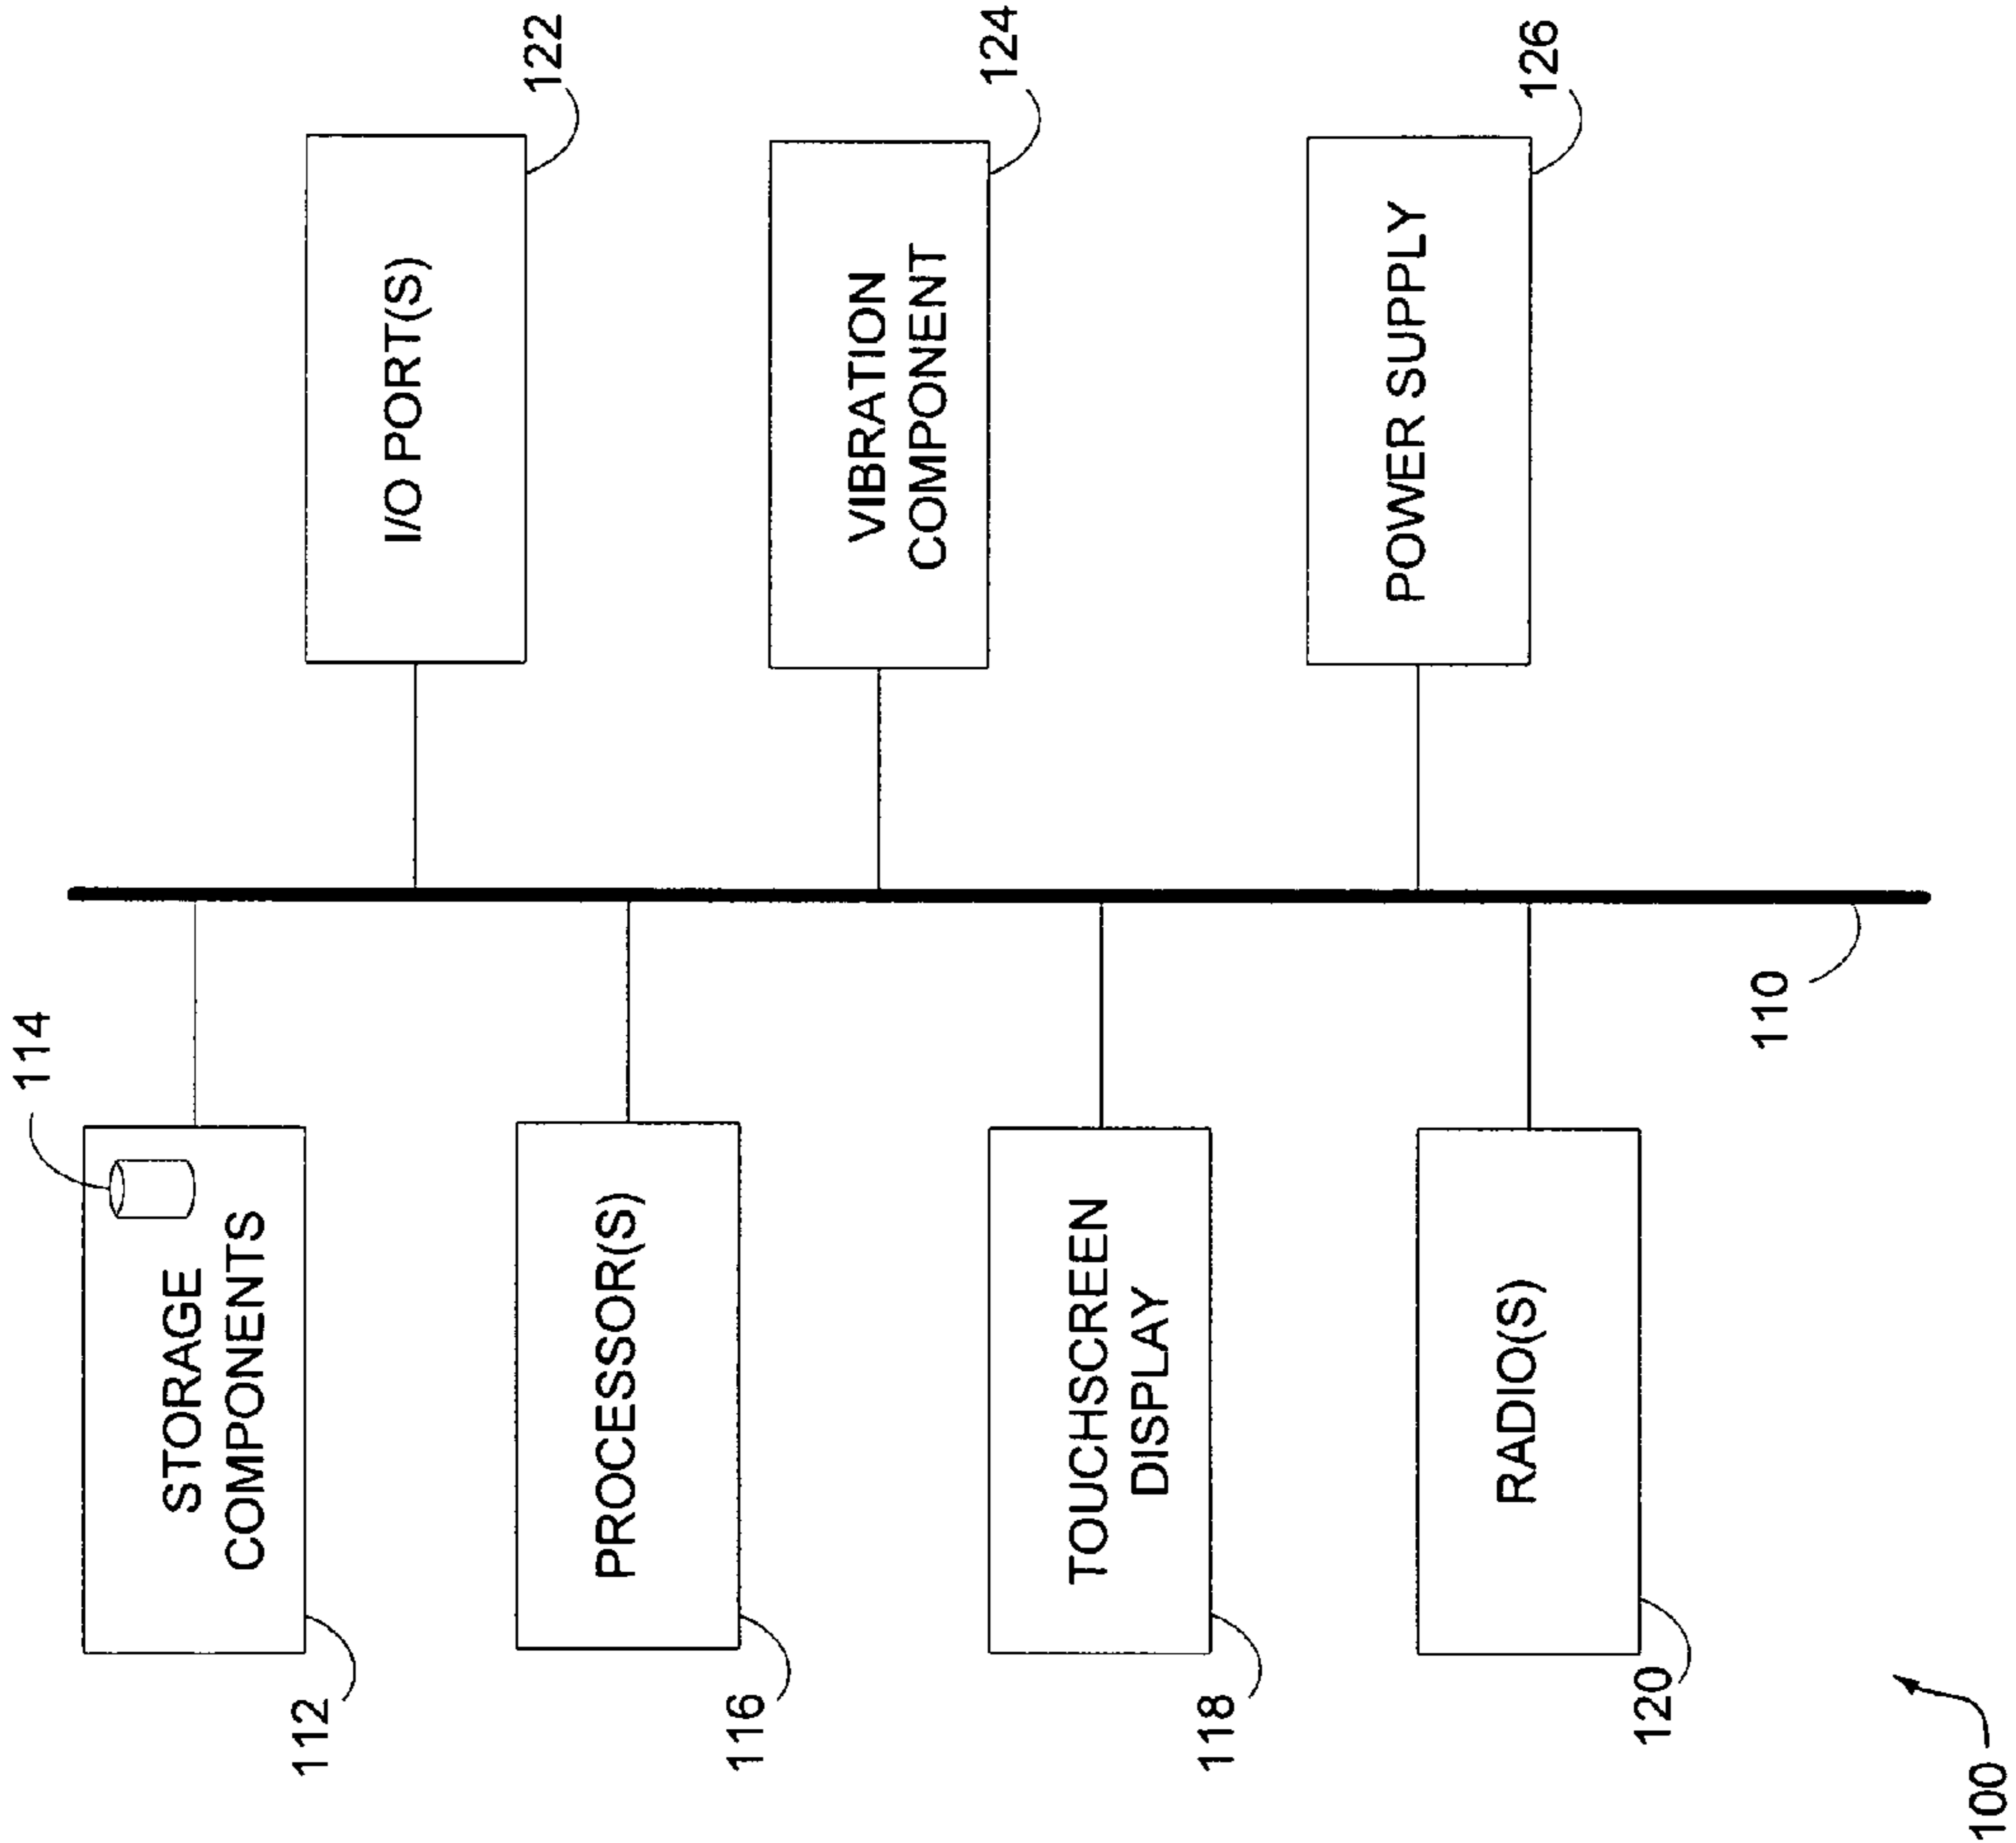 100
112
STORAGE
COMPONENTS
114
116
PROCESSOR(S)
118
TOUCHSCREEN
DISPLAY
120
RADIO(S)
110
I/O PORT(S)
122
VIBRATION
COMPONENT
124
POWER SUPPLY
126